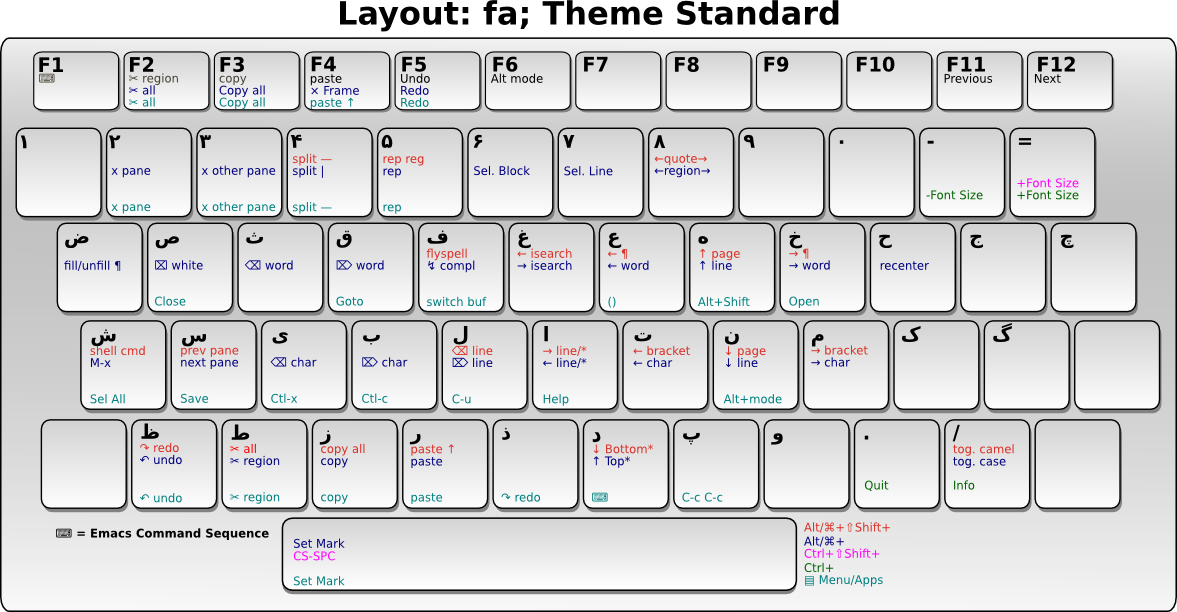 Layout: fa; Theme Standard
F1
⌨
F2
✂ region
✂ all
✂ all
F3
copy
Copy all
Copy all
F4
paste
× Frame
paste ↑
F5
Undo
Redo
Redo
F6
Alt mode
F7
F8
F9
F10
F11
Previous
F12
Next
۱
۲
x pane
x pane
۳
x other pane
x other pane
۴
split —
split |
split —
۵
rep reg
rep
rep
۶
Sel. Block
۷
Sel. Line
۸
←quote→
←region→
۹
۰
-
-Font Size
=
+Font Size
+Font Size
ض
fill/unfill ¶
ص
⌧ white
Close
ث
⌫ word
ق
⌦ word
Goto
ف
flyspell
↯ compl
switch buf
غ
← isearch
→ isearch
ع
← ¶
← word
()
ه
↑ page
↑ line
Alt+Shift
خ
→ ¶
→ word
Open
ح
recenter
ج
چ
ش
shell cmd
M-x
Sel All
س
prev pane
next pane
Save
ی
⌫ char
Ctl-x
ب
⌦ char
Ctl-c
ل
⌫ line
⌦ line
C-u
ا
→ line/*
← line/*
Help
ت
← bracket
← char
ن
↓ page
↓ line
Alt+mode
م
→ bracket
→ char
ک
گ
ظ
↷ redo
↶ undo
↶ undo
ط
✂ all
✂ region
✂ region
ز
copy all
copy
copy
ر
paste ↑
paste
paste
ذ
↷ redo
د
↓ Bottom*
↑ Top*
⌨
پ
C-c C-c
و
.
Quit
/
tog. camel
tog. case
Info
⌨ = Emacs Command Sequence
Set Mark
CS-SPC
Set Mark
Alt/⌘+⇧Shift+
Alt/⌘+
Ctrl+⇧Shift+
Ctrl+
▤ Menu/Apps